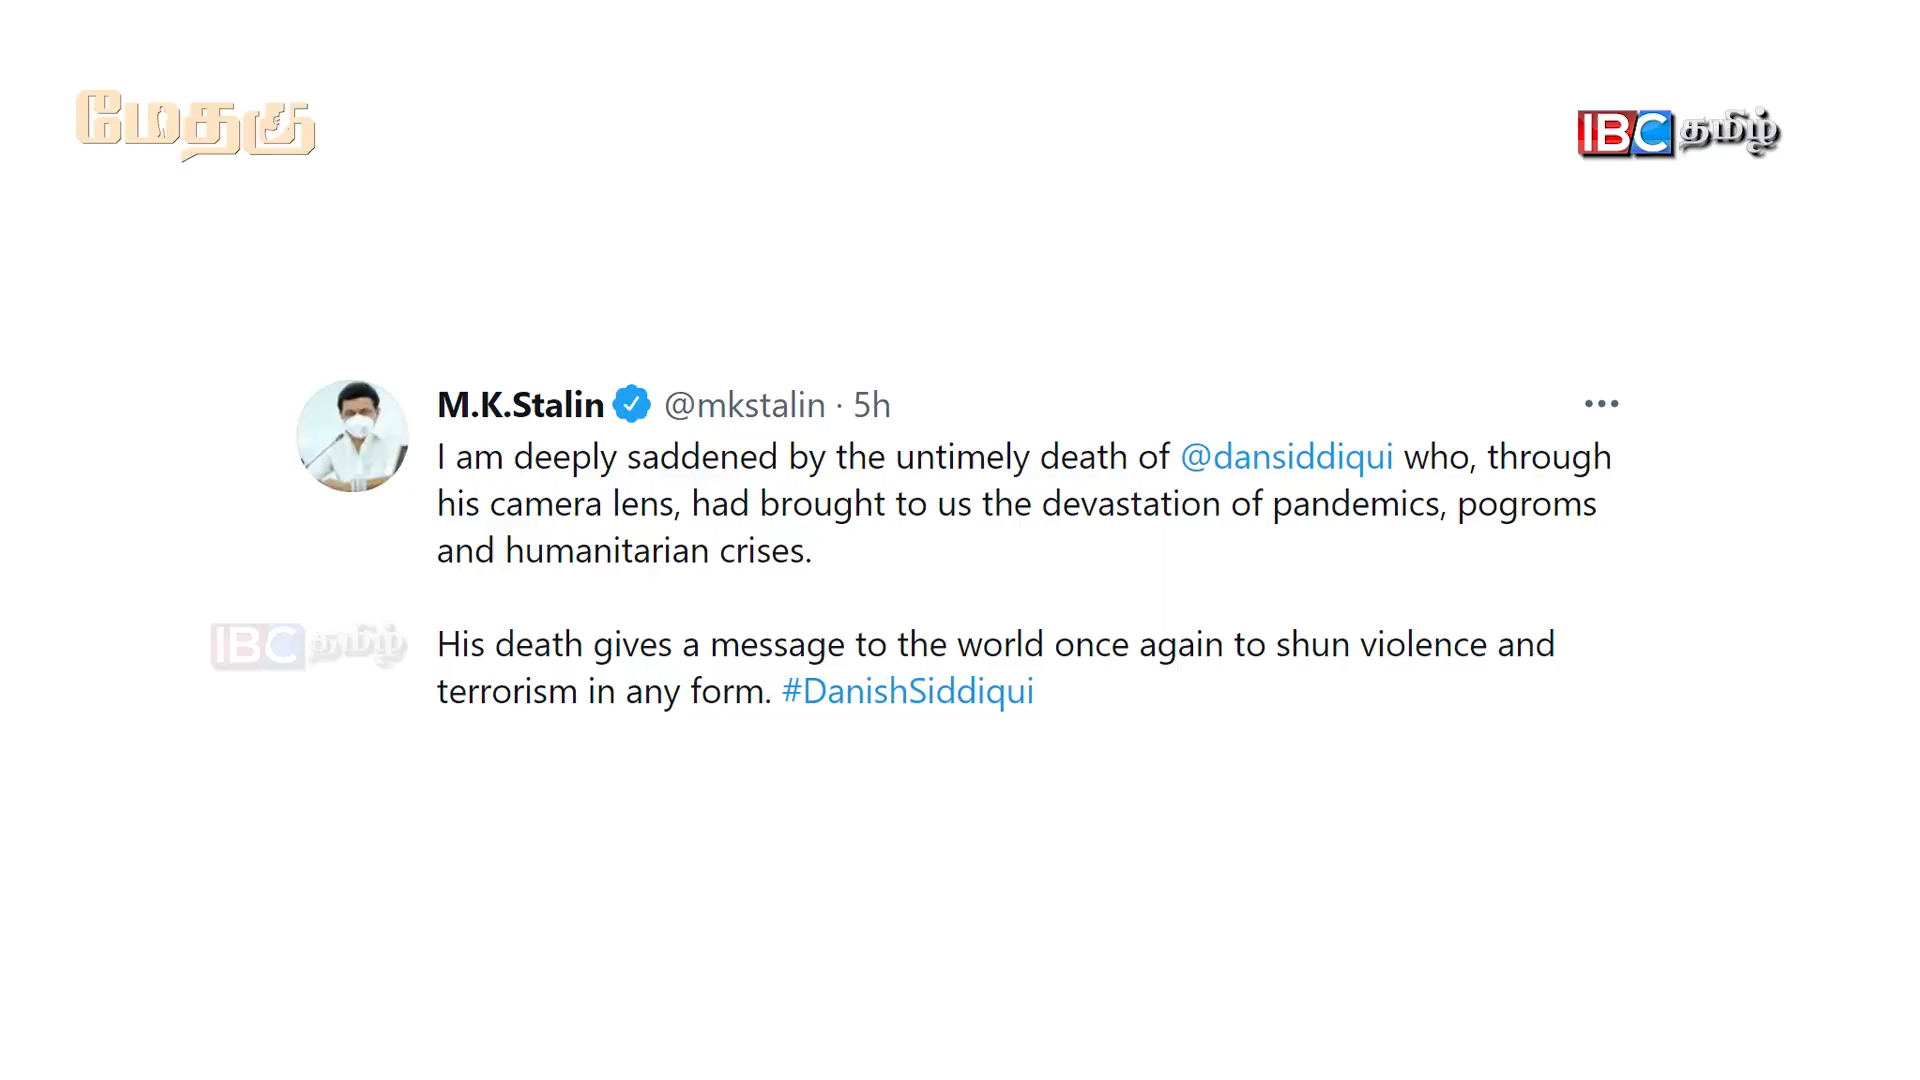 மேதகு
IBC தமிழ்
M.K.Stalin @mkstalin · 5h
I am deeply saddened by the untimely death of @dansiddiqui who, through
his camera lens, had brought to us the devastation of pandemics, pogroms
and humanitarian crises.
IBC தமிழ்
His death gives a message to the world once again to shun violence and
terrorism in any form. #DanishSiddiqui